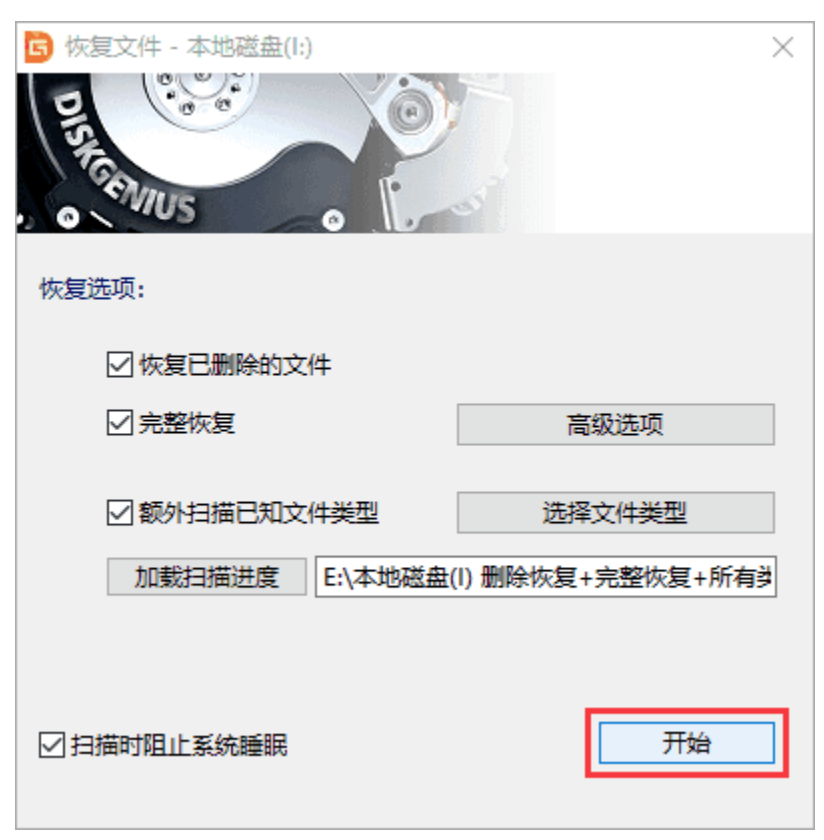 恢复文件 - 本地磁盘(I:)
DISKGENIUS
恢复选项:
恢复已删除的文件
完整恢复
高级选项
额外扫描已知文件类型
选择文件类型
加载扫描进度
E:\本地磁盘(I) 删除恢复+完整恢复+所有
扫描时阻止系统睡眠
开始